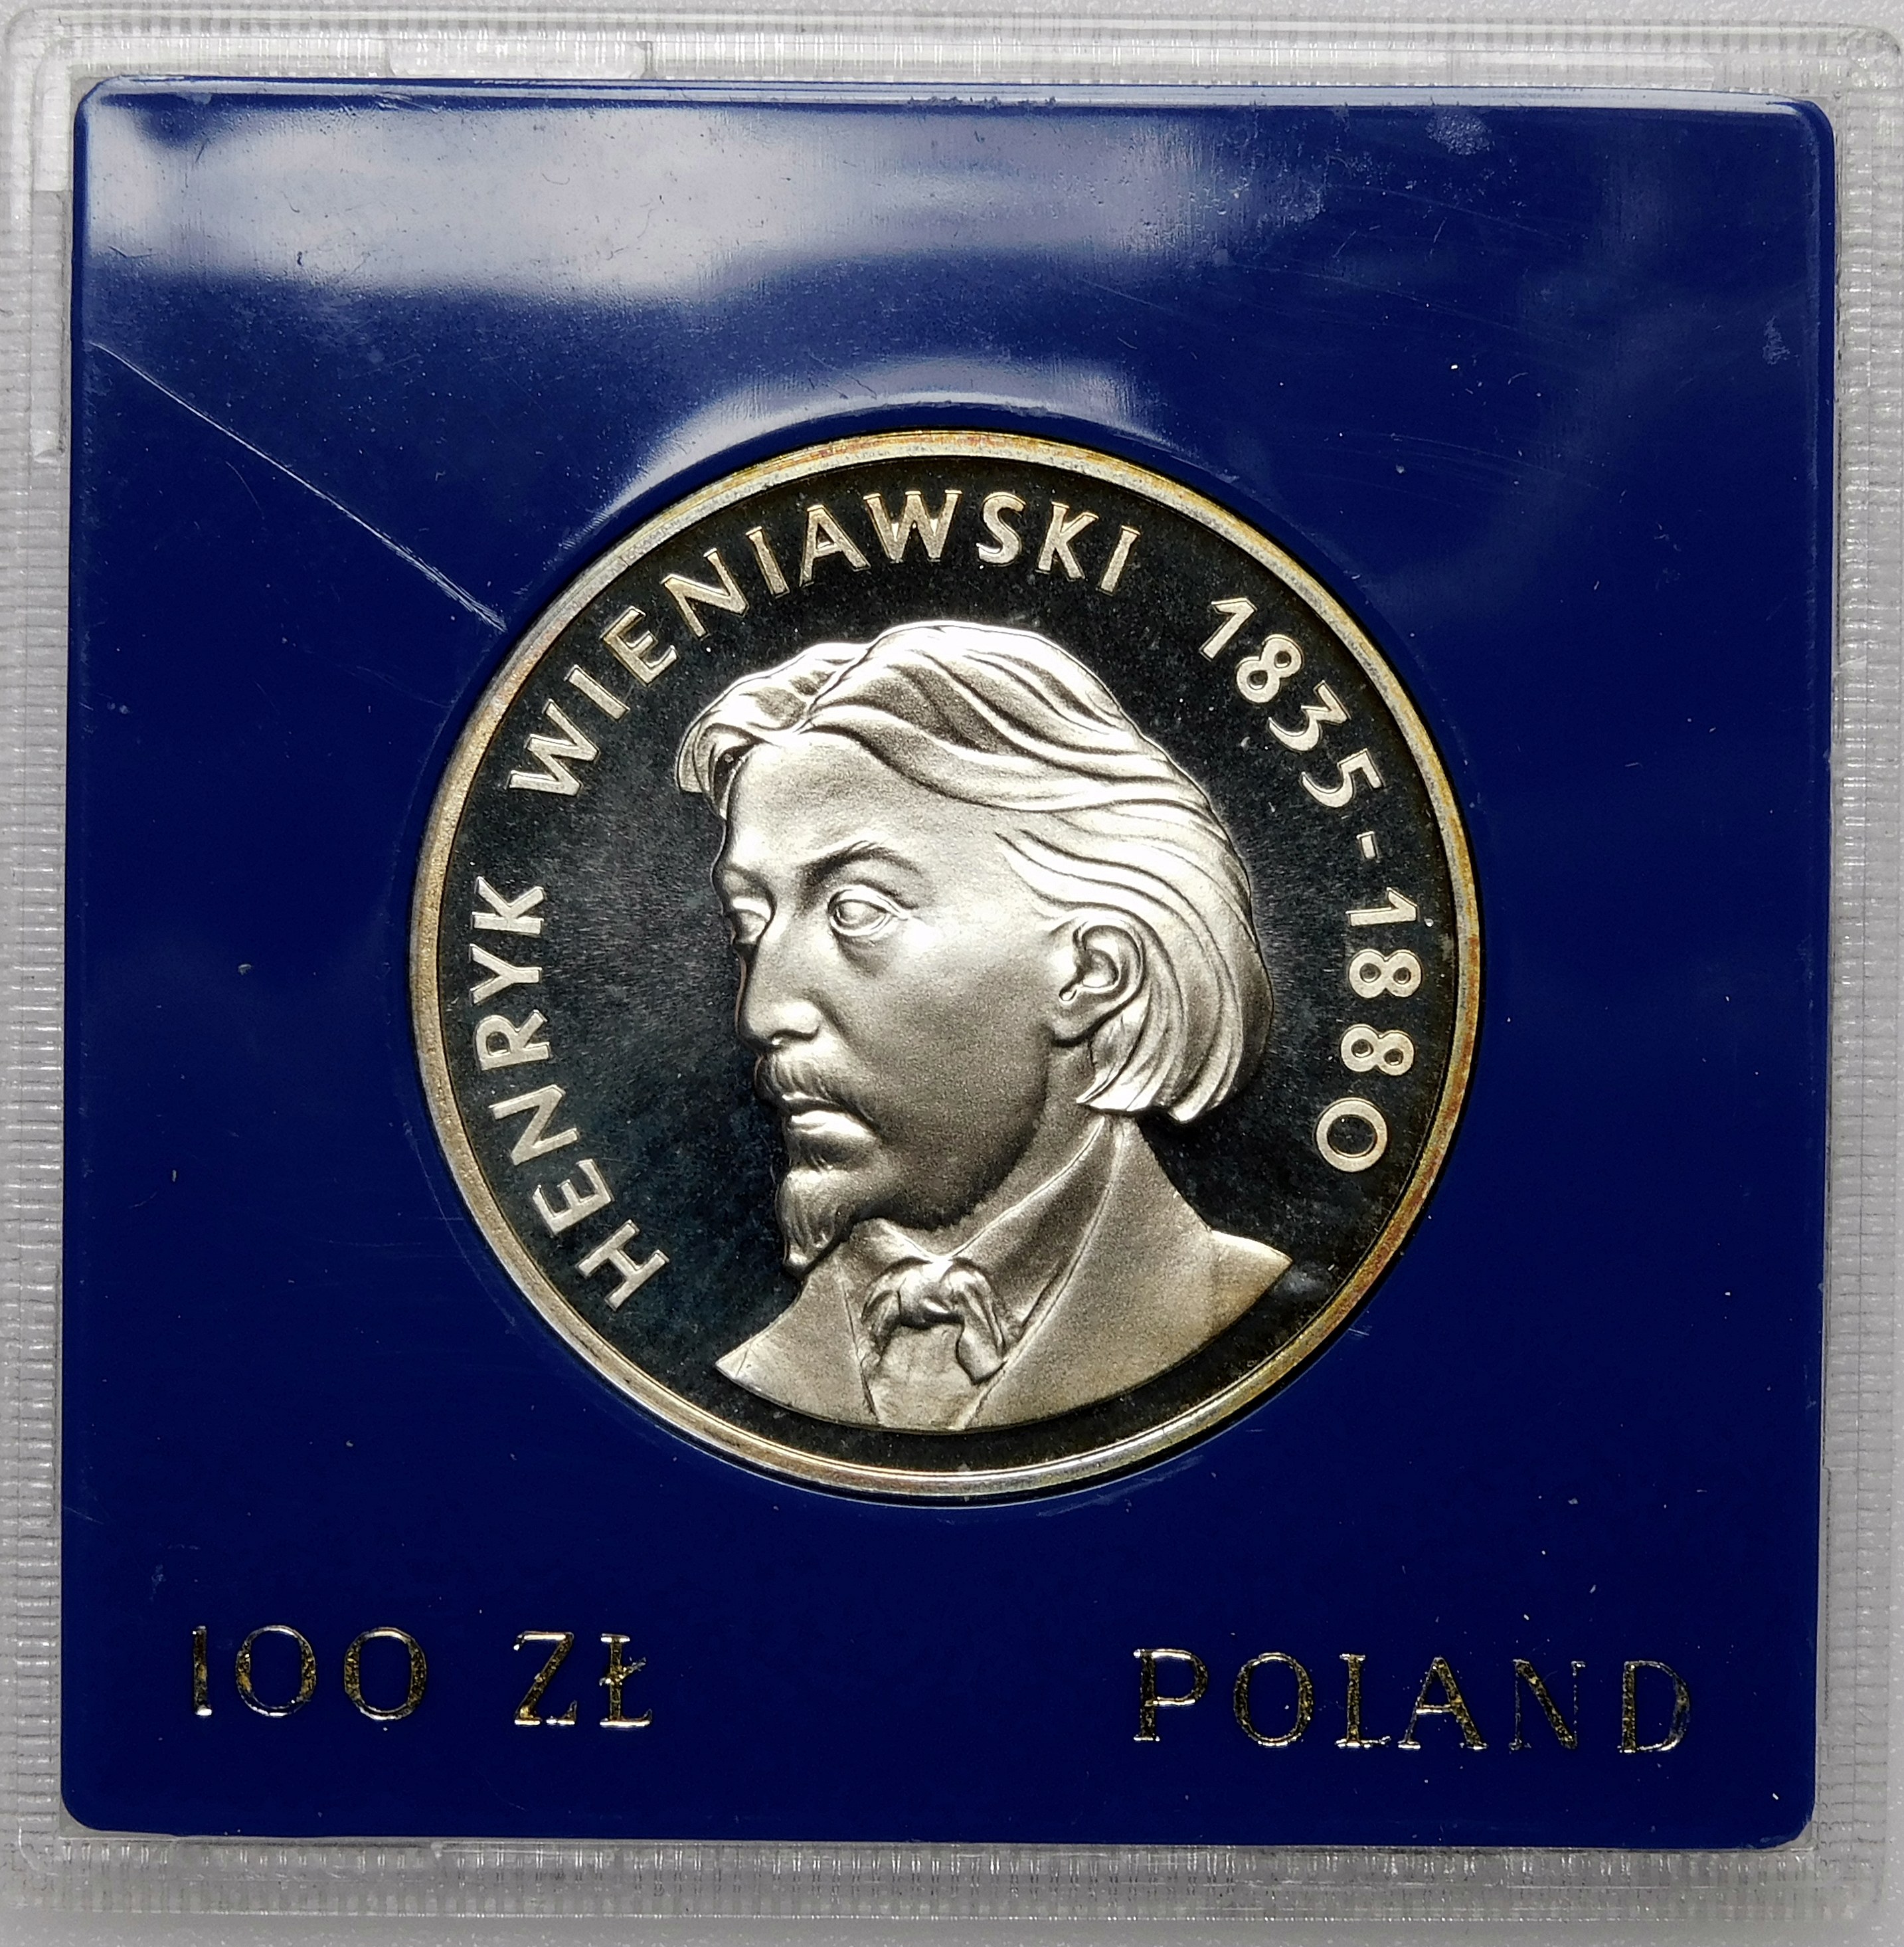 HENRYK WIENIAWSKI 1835-1880
100 ZŁ
POLAND